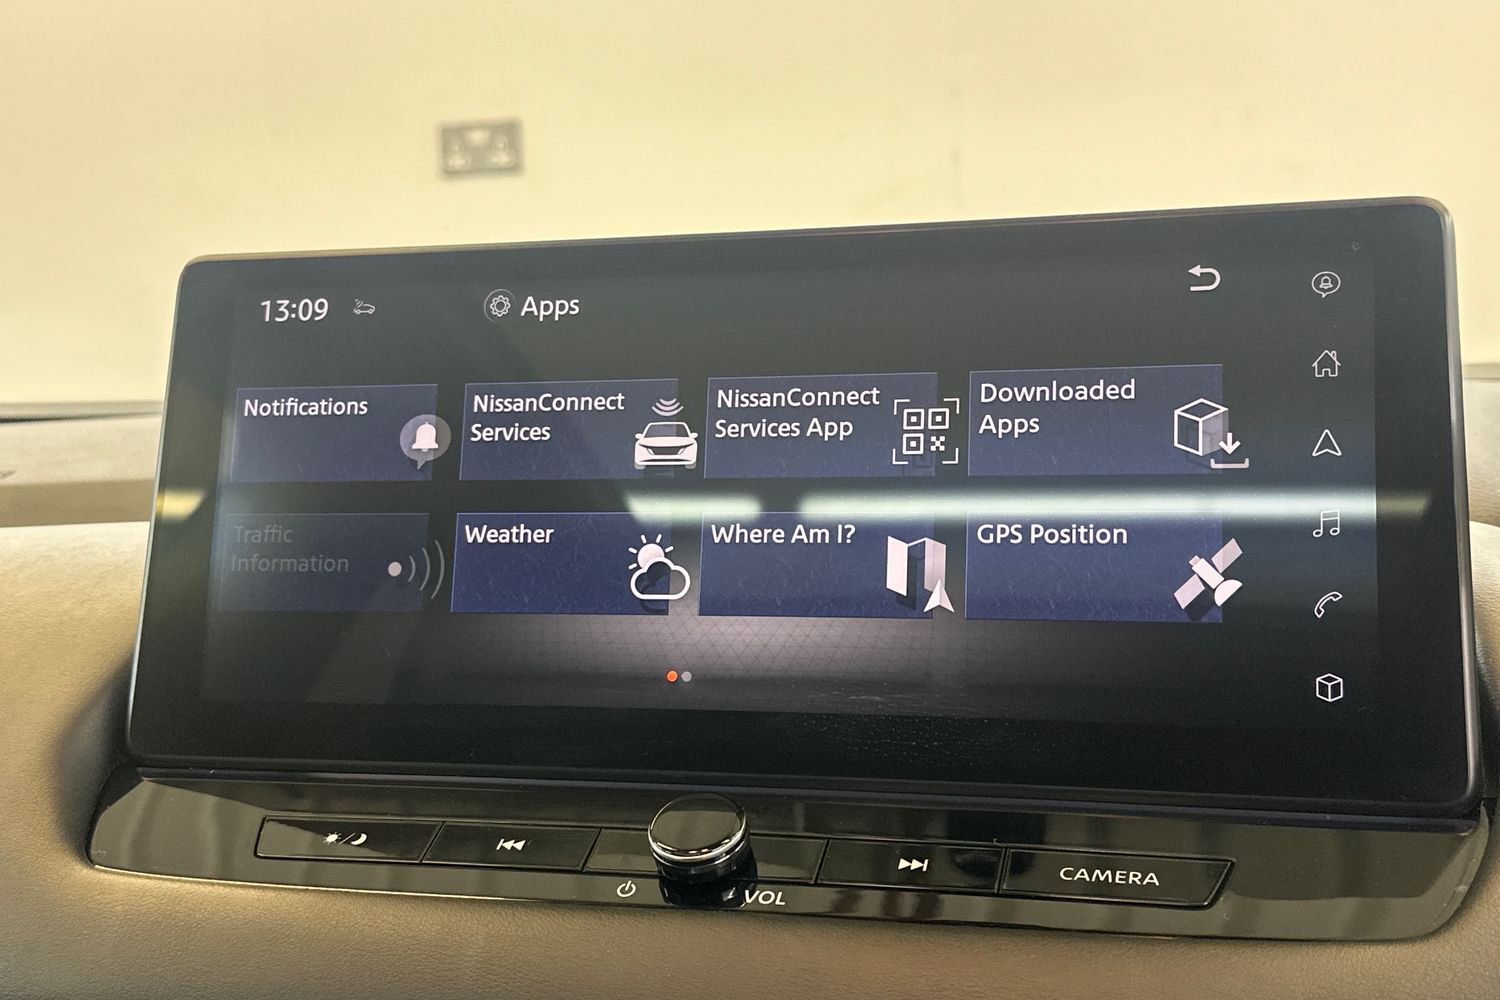 13:09
Apps
Notifications
NissanConnect
Services
NissanConnect
Services App
Downloaded
Apps
Traffic
Information
Weather
Where Am I?
GPS Position
CAMERA
VOL